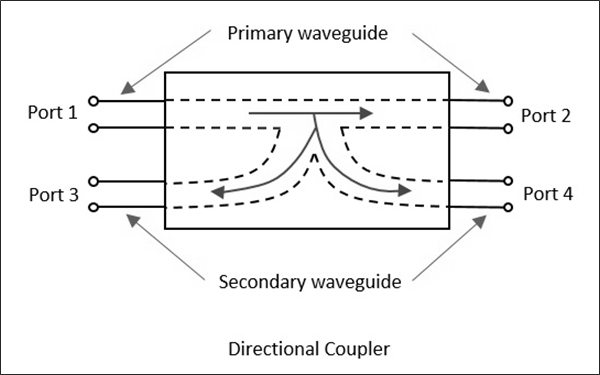 Primary waveguide
Port 1
Port 2
Port 3
Port 4
Secondary waveguide
Directional Coupler